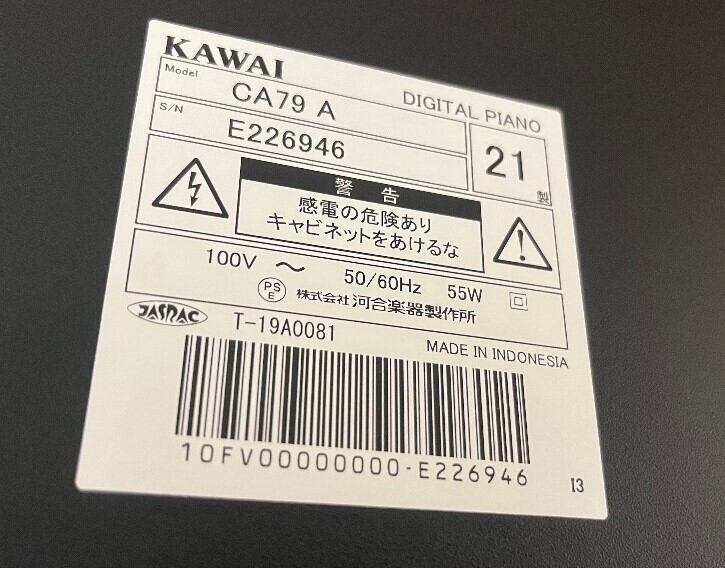 KAWAI
DIGITAL PIANO
Model
CA79 A
S/N
E226946
21 製
警 告
感電の危険あり
キャビネットをあけるな
100V ～ 50/60Hz 55W
PS
E
株式会社 河合楽器製作所
JASRAC T-19A0081
MADE IN INDONESIA
10FV00000000-E226946
I3